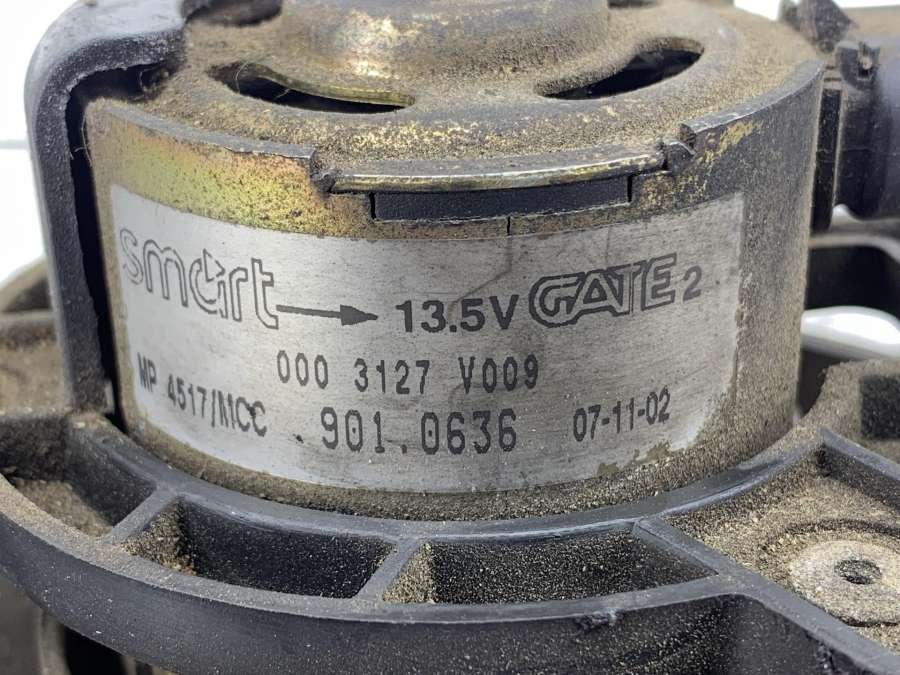 smart → 13.5V GATE 2
000 3127 V009
MP 4517/MCC 901.0636 07-11-02